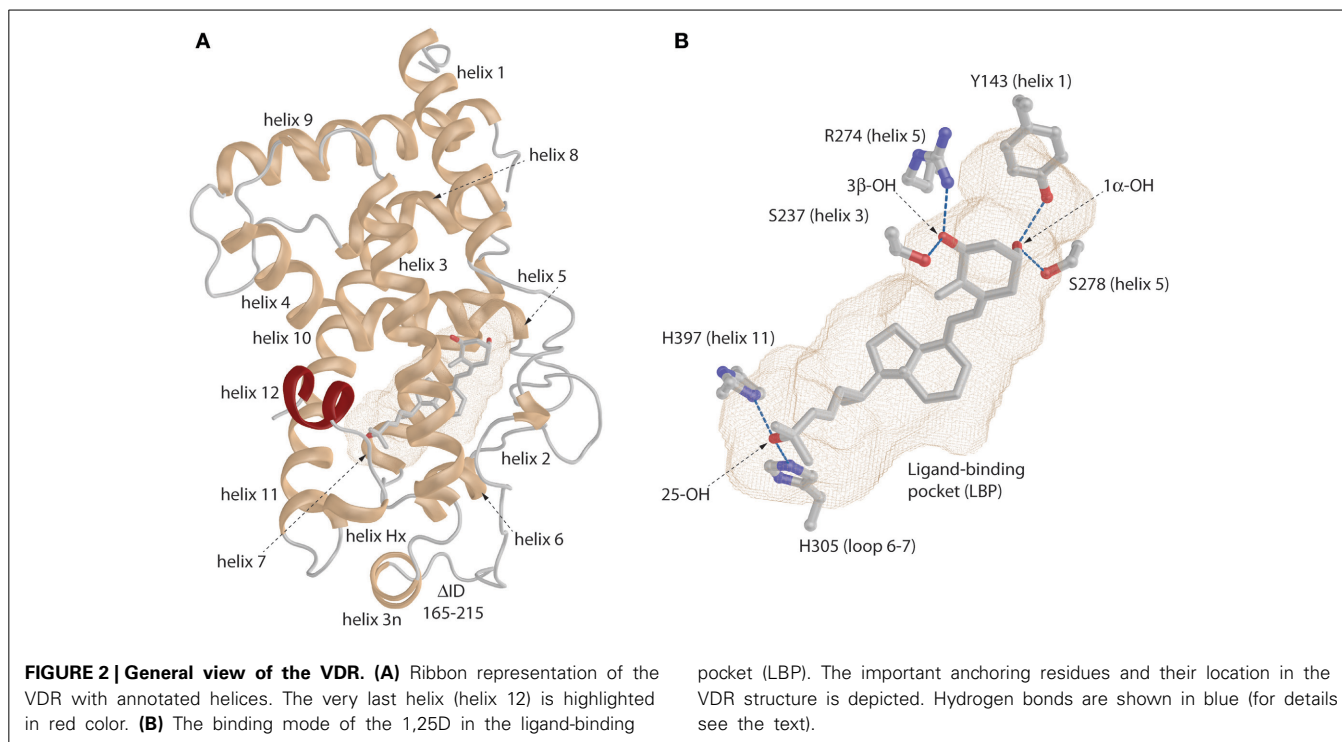 A
helix 1
helix 9
helix 8
helix 3
helix 5
helix 4
helix 10
helix 12
helix 2
helix 11
helix Hx
helix 6
helix 7
ΔID
165-215
helix 3n
B
Y143 (helix 1)
R274 (helix 5)
3β-OH
1α-OH
S237 (helix 3)
S278 (helix 5)
H397 (helix 11)
Ligand-binding
pocket (LBP)
25-OH
H305 (loop 6-7)
FIGURE 2 | General view of the VDR. (A) Ribbon representation of the
VDR with annotated helices. The very last helix (helix 12) is highlighted
in red color. (B) The binding mode of the 1,25D in the ligand-binding
pocket (LBP). The important anchoring residues and their location in the
VDR structure is depicted. Hydrogen bonds are shown in blue (for details
see the text).